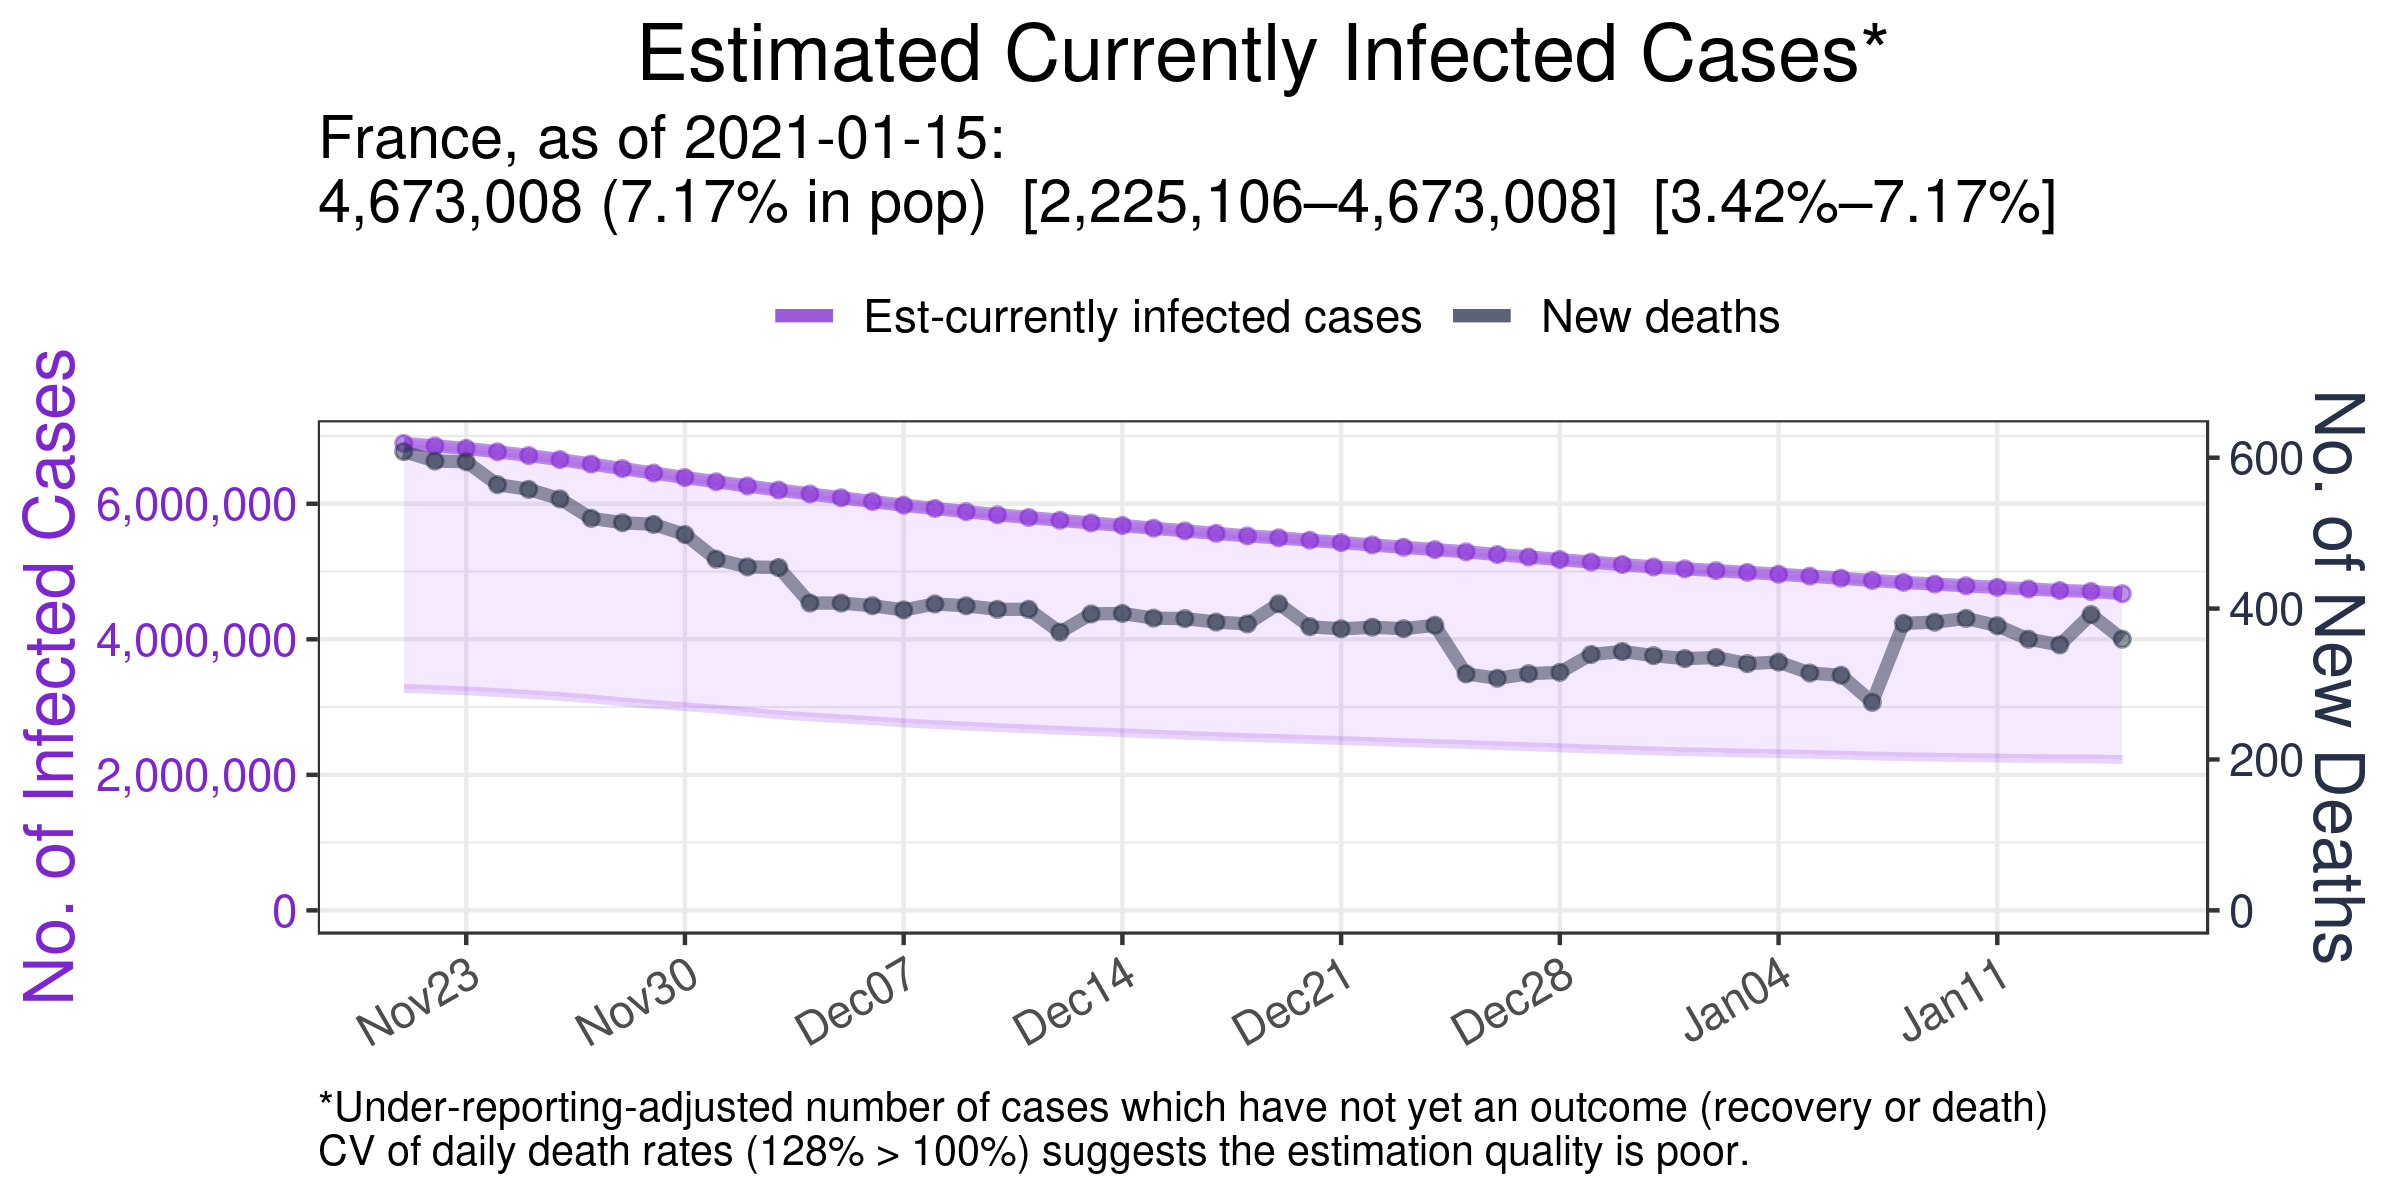 Estimated Currently Infected Cases*
France, as of 2021-01-15:
4,673,008 (7.17% in pop)  [2,225,106–4,673,008]  [3.42%–7.17%]
Est-currently infected cases
New deaths
No. of Infected Cases
6,000,000
4,000,000
2,000,000
0
600
400
200
0
No. of New Deaths
Nov23
Nov30
Dec07
Dec14
Dec21
Dec28
Jan04
Jan11
*Under-reporting-adjusted number of cases which have not yet an outcome (recovery or death)
CV of daily death rates (128% > 100%) suggests the estimation quality is poor.